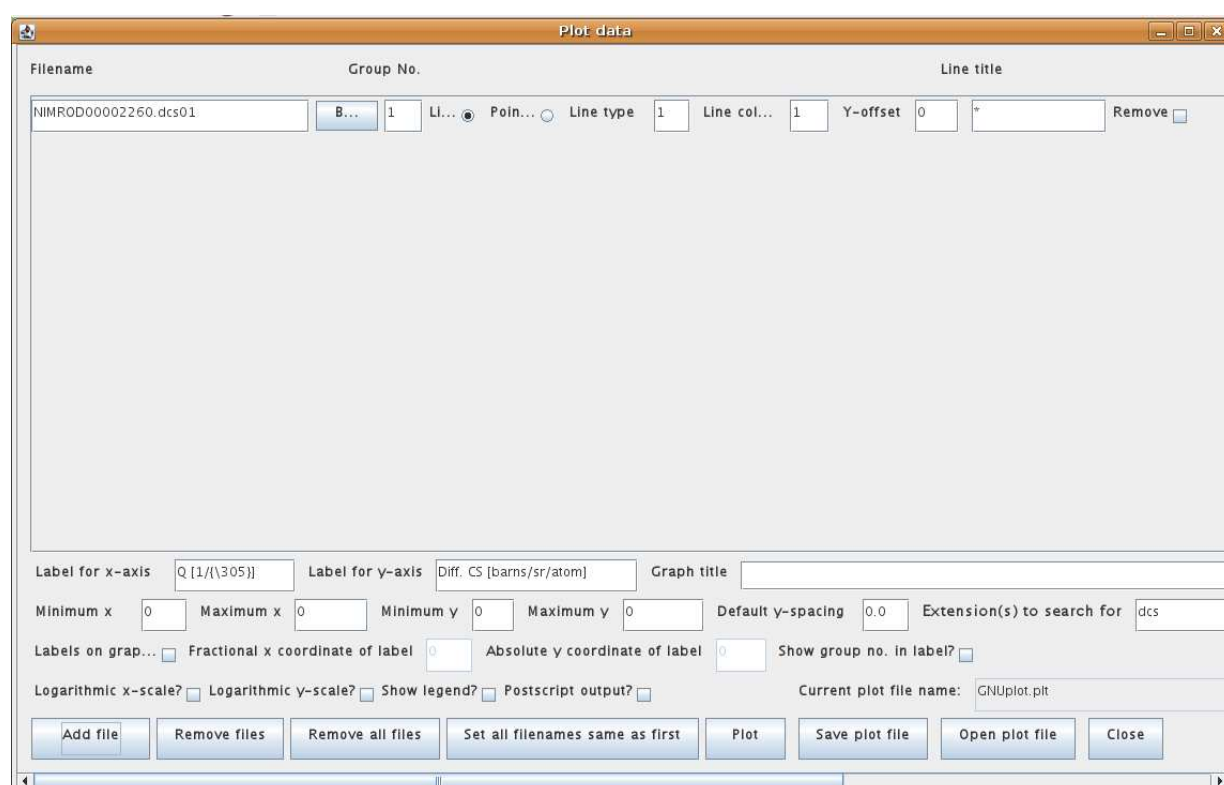 Plot data
Filename Group No. Line title
NIMROD00002260.dcs01 B... 1 Li... Poin... Line type 1 Line col... 1 Y-offset 0 * Remove
Label for x-axis Q [1/{\305}] Label for y-axis Diff. CS [barns/sr/atom] Graph title
Minimum x 0 Maximum x 0 Minimum y 0 Maximum y 0 Default y-spacing 0.0 Extension(s) to search for dcs
Labels on grap... Fractional x coordinate of label 0 Absolute y coordinate of label 0 Show group no. in label?
Logarithmic x-scale? Logarithmic y-scale? Show legend? Postscript output? Current plot file name: GNUplot.plt
Add file Remove files Remove all files Set all filenames same as first Plot Save plot file Open plot file Close